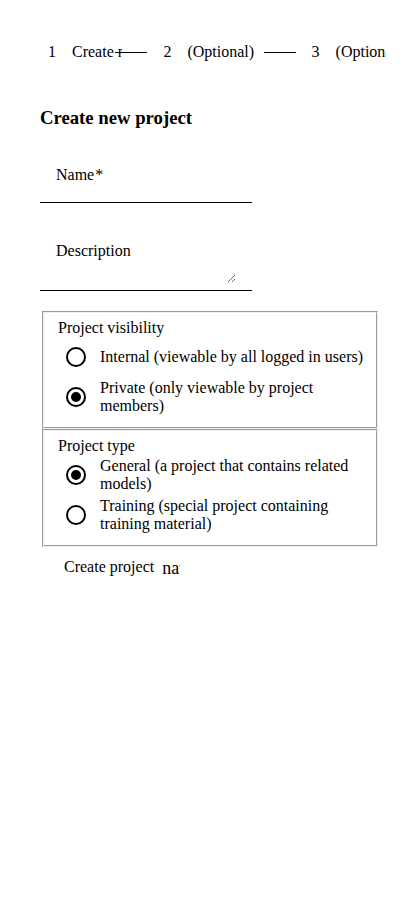 1 Create 2 (Optional) 3 (Option
Create new project
Name*
Description
Project visibility
Internal (viewable by all logged in users)
Private (only viewable by project
members)
Project type
General (a project that contains related
models)
Training (special project containing
training material)
Create project na